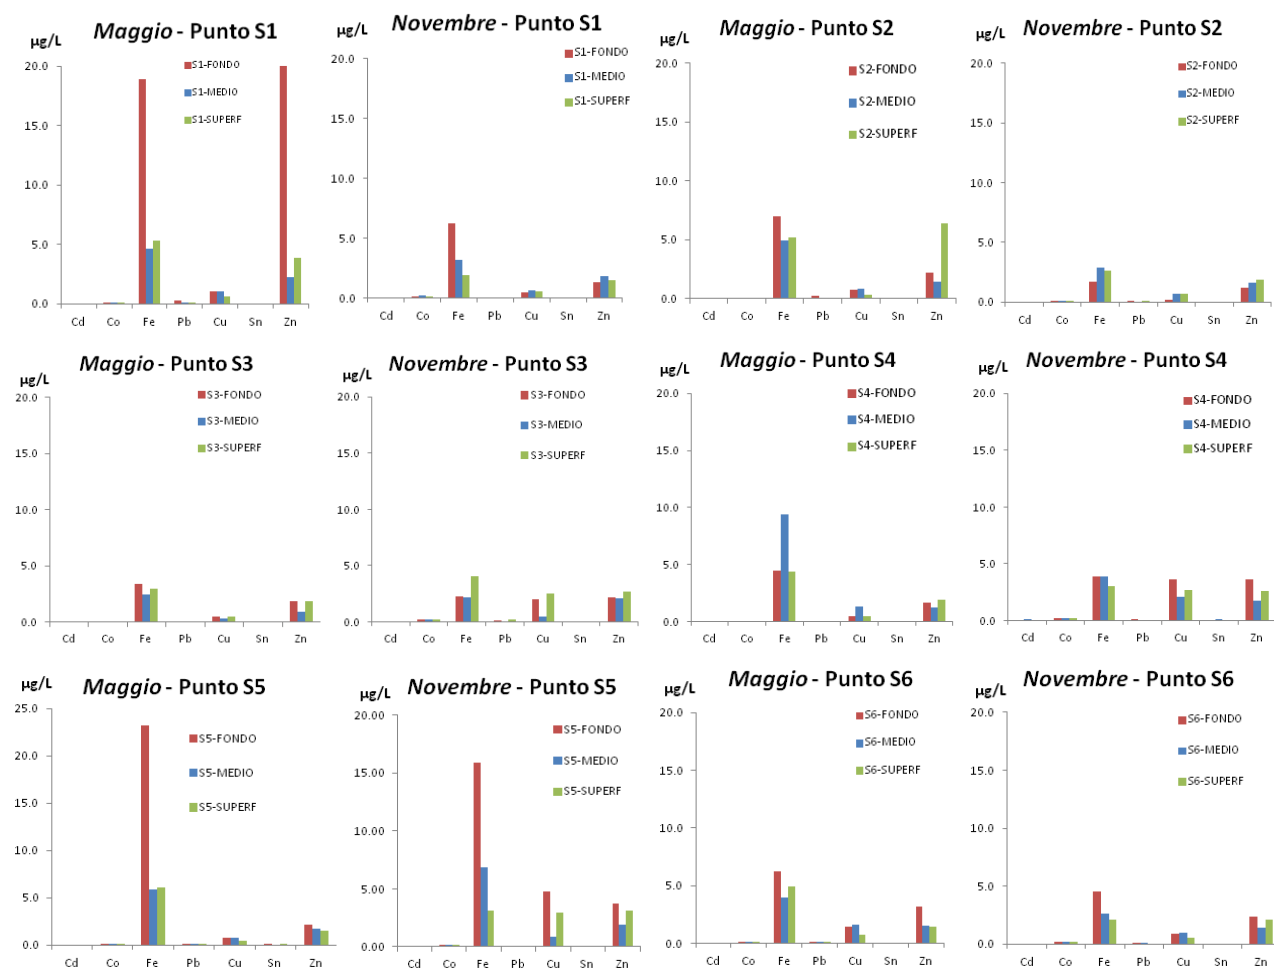 Maggio - Punto S1
µg/L
S1-FONDO
S1-MEDIO
S1-SUPERF
20.0
15.0
10.0
5.0
0.0
Cd Co Fe Pb Cu Sn Zn
Novembre - Punto S1
µg/L
S1-FONDO
S1-MEDIO
S1-SUPERF
20.0
15.0
10.0
5.0
0.0
Cd Co Fe Pb Cu Sn Zn
Maggio - Punto S2
µg/L
S2-FONDO
S2-MEDIO
S2-SUPERF
20.0
15.0
10.0
5.0
0.0
Cd Co Fe Pb Cu Sn Zn
Novembre - Punto S2
µg/L
S2-FONDO
S2-MEDIO
S2-SUPERF
20.0
15.0
10.0
5.0
0.0
Cd Co Fe Pb Cu Sn Zn
Maggio - Punto S3
µg/L
S3-FONDO
S3-MEDIO
S3-SUPERF
20.0
15.0
10.0
5.0
0.0
Cd Co Fe Pb Cu Sn Zn
Novembre - Punto S3
µg/L
S3-FONDO
S3-MEDIO
S3-SUPERF
20.0
15.0
10.0
5.0
0.0
Cd Co Fe Pb Cu Sn Zn
Maggio - Punto S4
µg/L
S4-FONDO
S4-MEDIO
S4-SUPERF
20.0
15.0
10.0
5.0
0.0
Cd Co Fe Pb Cu Sn Zn
Novembre - Punto S4
µg/L
S4-FONDO
S4-MEDIO
S4-SUPERF
20.0
15.0
10.0
5.0
0.0
Cd Co Fe Pb Cu Sn Zn
Maggio - Punto S5
µg/L
S5-FONDO
S5-MEDIO
S5-SUPERF
25.0
20.0
15.0
10.0
5.0
0.0
Cd Co Fe Pb Cu Sn Zn
Novembre - Punto S5
µg/L
S5-FONDO
S5-MEDIO
S5-SUPERF
20.00
15.00
10.00
5.00
0.00
Cd Co Fe Pb Cu Sn Zn
Maggio - Punto S6
µg/L
S6-FONDO
S6-MEDIO
S6-SUPERF
20.0
15.0
10.0
5.0
0.0
Cd Co Fe Pb Cu Sn Zn
Novembre - Punto S6
µg/L
S6-FONDO
S6-MEDIO
S6-SUPERF
20.0
15.0
10.0
5.0
0.0
Cd Co Fe Pb Cu Sn Zn